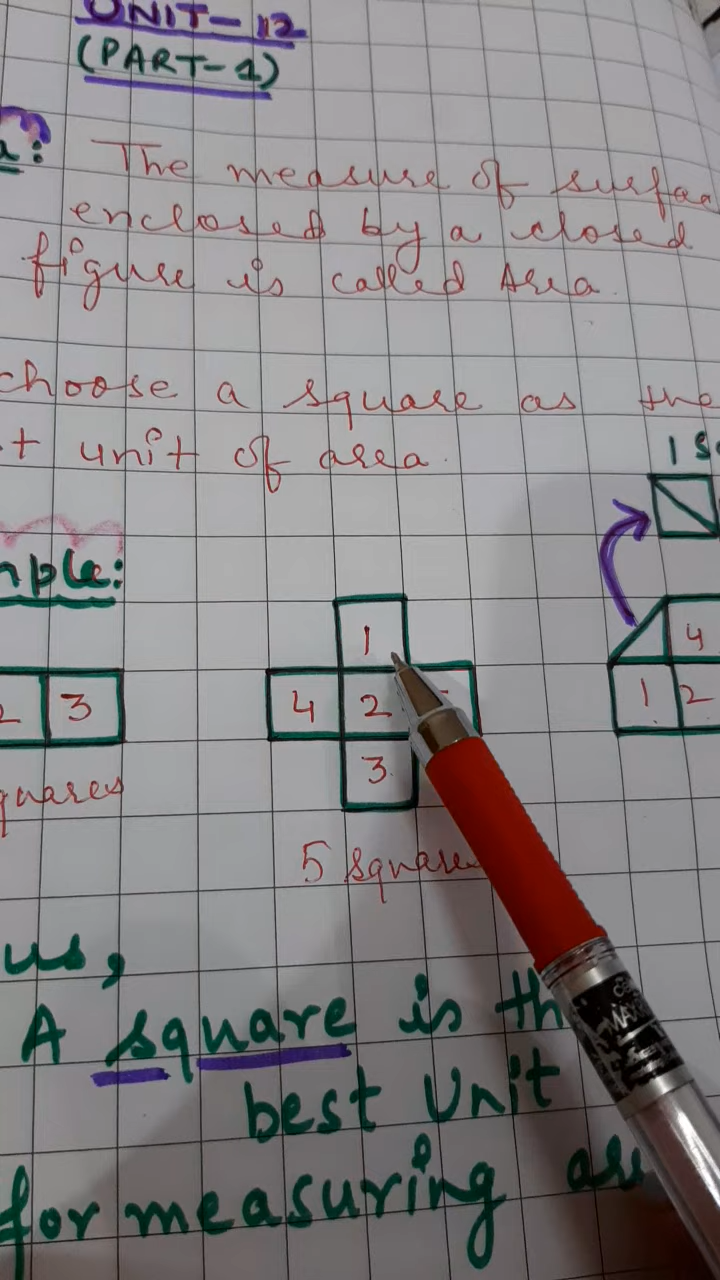 UNIT-12
(PART-1)
a: The measure of surfa
enclosed by a closed
figure is called Area.
choose a square as the
t unit of area.
1 S
mple:
4
2 3
1
4 2
3.
1 2
quares
5 square
us,
A square is th
best Unit
for measuring ar